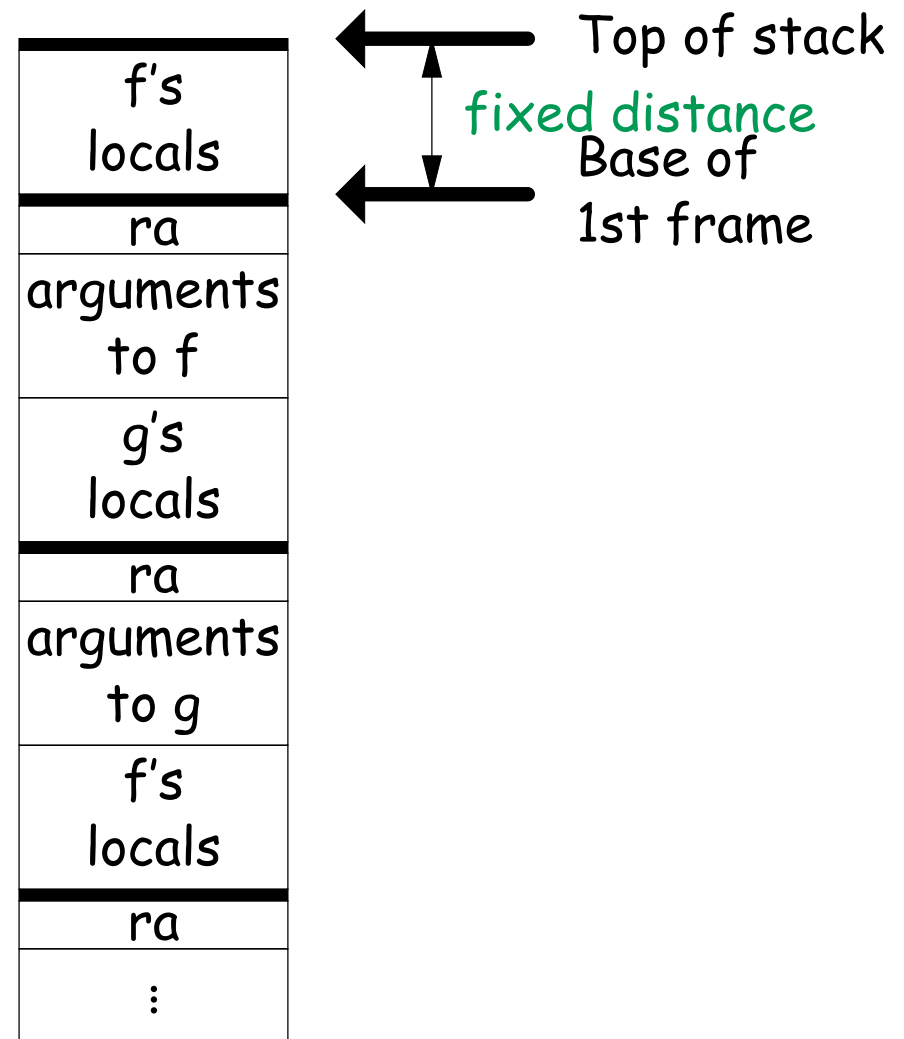 Top of stack
f's
locals
fixed distance
Base of
1st frame
ra
arguments
to f
g's
locals
ra
arguments
to g
f's
locals
ra
⋮